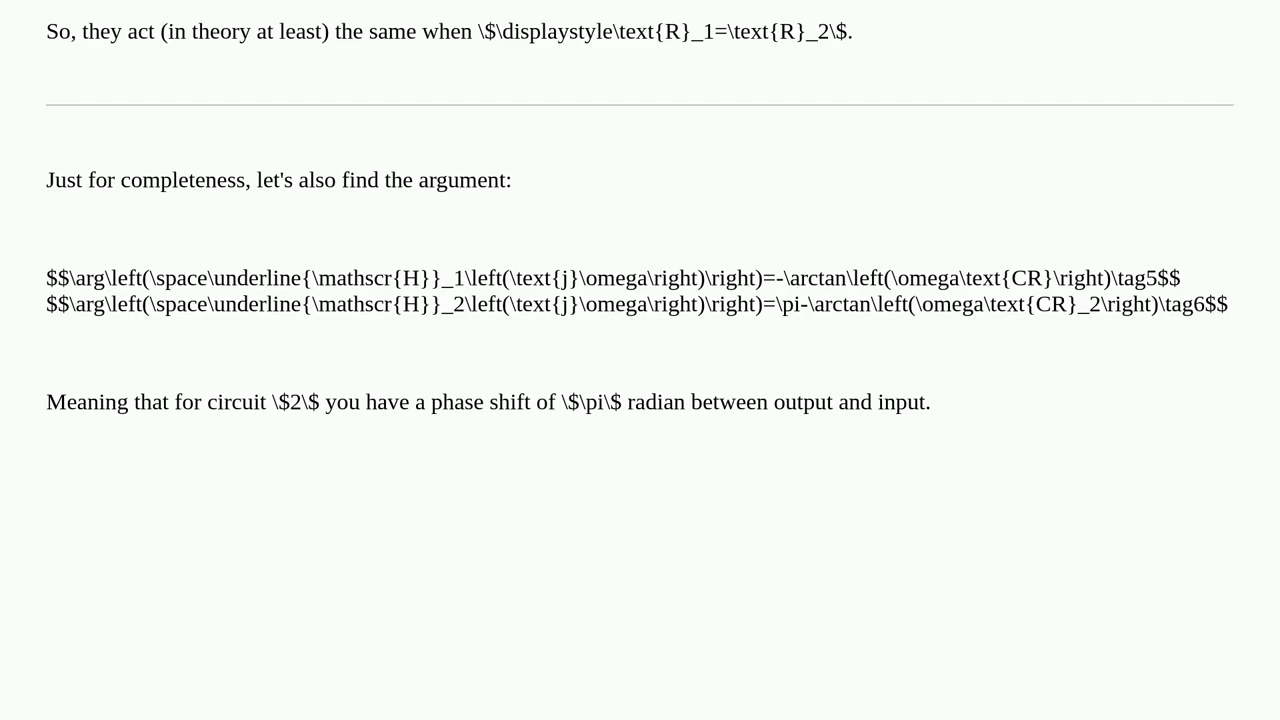 So, they act (in theory at least) the same when \$\displaystyle\text{R}_1=\text{R}_2\$.
Just for completeness, let's also find the argument:
$$\arg\left(\space\underline{\mathscr{H}}_1\left(\text{j}\omega\right)\right)=-\arctan\left(\omega\text{CR}\right)\tag5$$
$$\arg\left(\space\underline{\mathscr{H}}_2\left(\text{j}\omega\right)\right)=\pi-\arctan\left(\omega\text{CR}_2\right)\tag6$$
Meaning that for circuit \$2\$ you have a phase shift of \$\pi\$ radian between output and input.